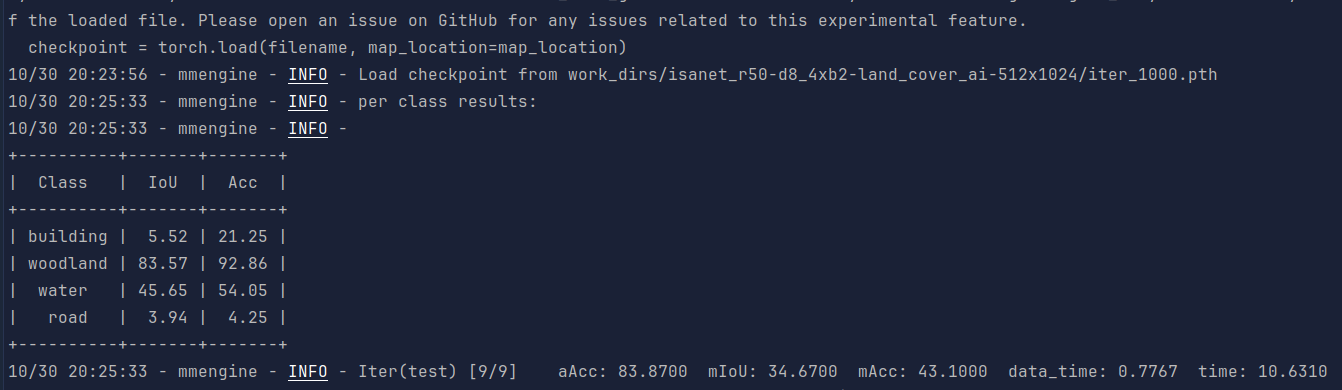 f the loaded file. Please open an issue on GitHub for any issues related to this experimental feature.
  checkpoint = torch.load(filename, map_location=map_location)
10/30 20:23:56 - mmengine - INFO - Load checkpoint from work_dirs/isanet_r50-d8_4xb2-land_cover_ai-512x1024/iter_1000.pth
10/30 20:25:33 - mmengine - INFO - per class results:
10/30 20:25:33 - mmengine - INFO -
+----------+-------+-------+
|  Class   |  IoU  |  Acc  |
+----------+-------+-------+
| building |  5.52 | 21.25 |
| woodland | 83.57 | 92.86 |
|  water   | 45.65 | 54.05 |
|   road   |  3.94 |  4.25 |
+----------+-------+-------+
10/30 20:25:33 - mmengine - INFO - Iter(test) [9/9]    aAcc: 83.8700  mIoU: 34.6700  mAcc: 43.1000  data_time: 0.7767  time: 10.6310